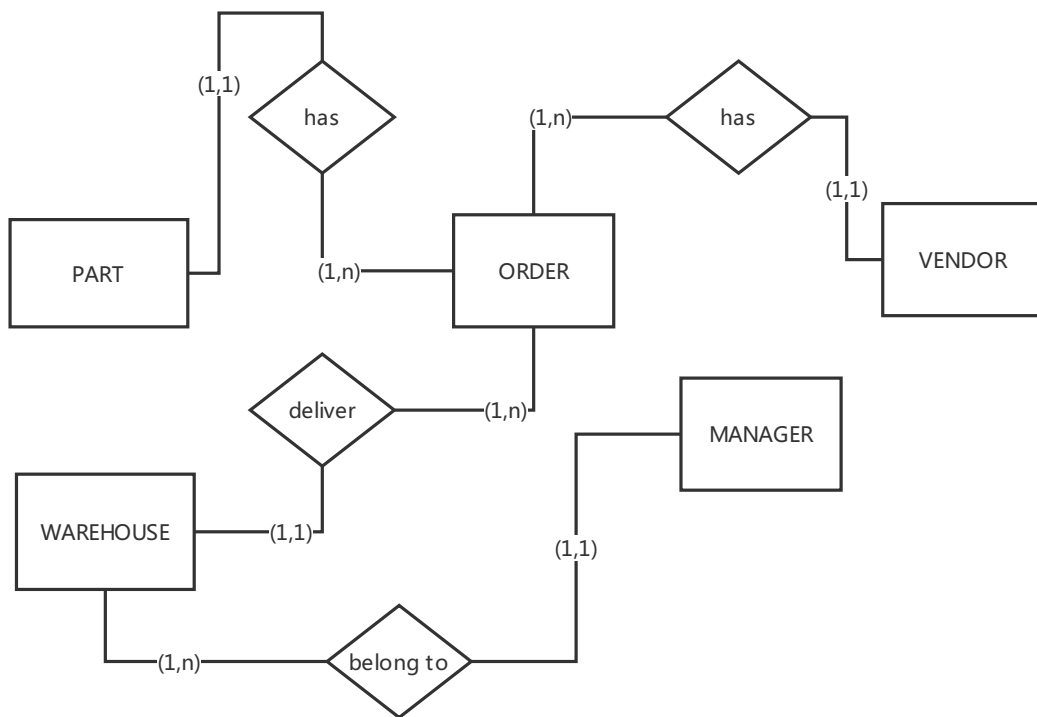 (1,1)
has
(1,n)
has
(1,1)
PART
(1,n)
ORDER
VENDOR
deliver
(1,n)
MANAGER
WAREHOUSE
(1,1)
(1,1)
(1,n)
belong to